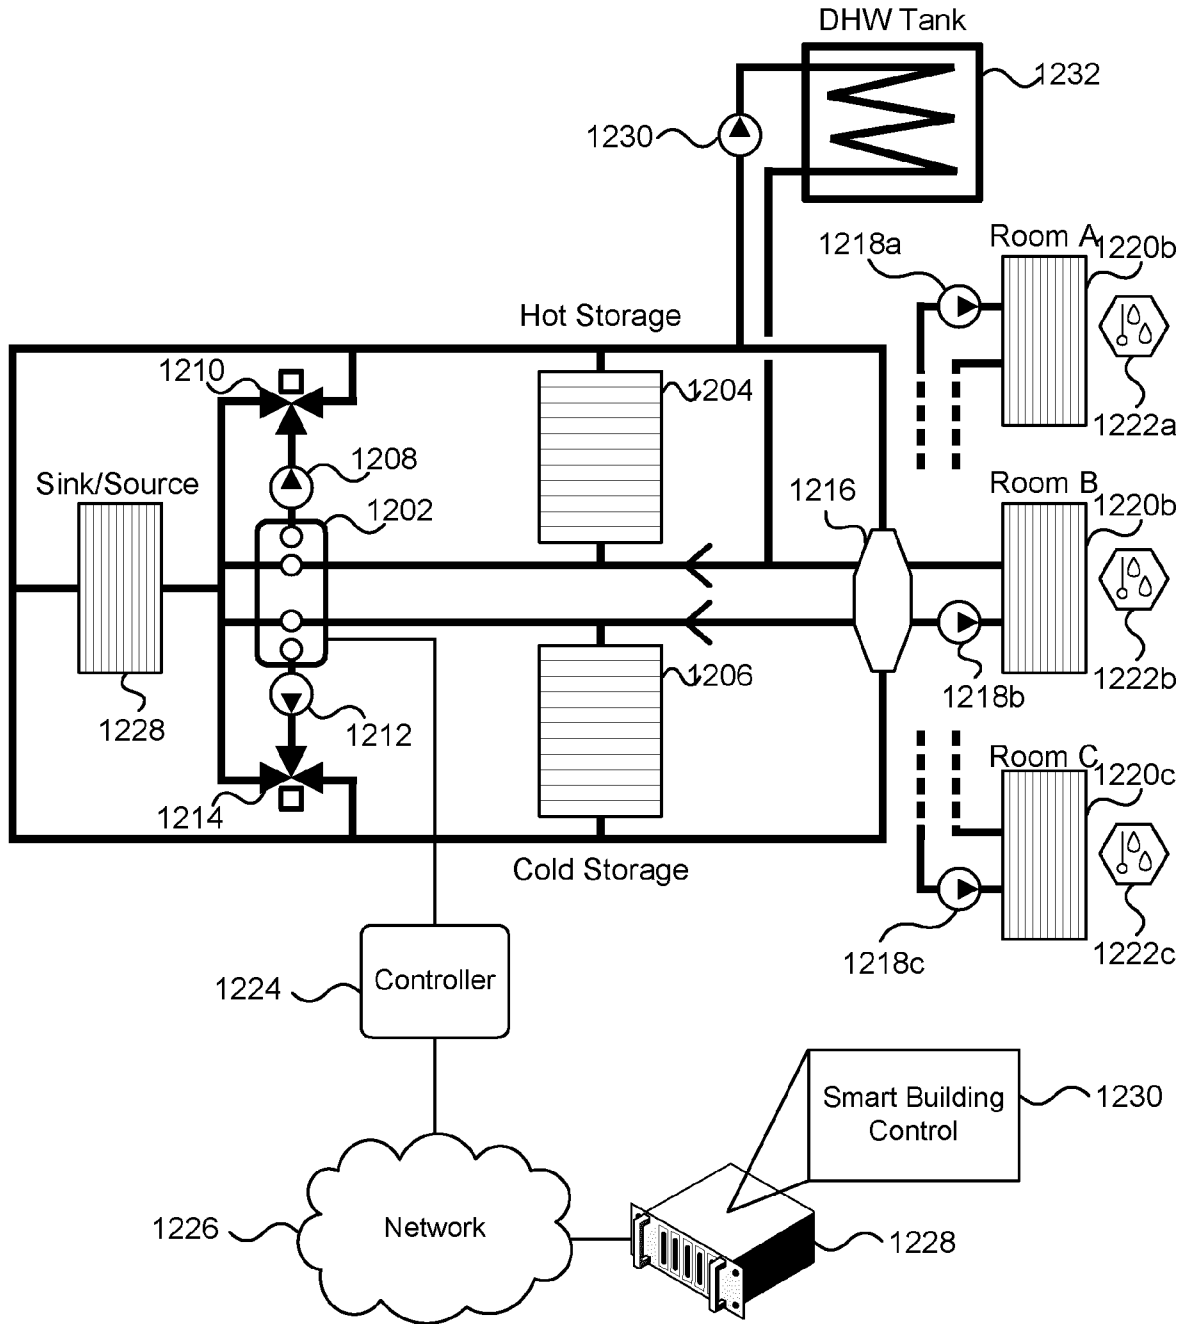 DHW Tank
1232
1230
1218a
Room A
1220b
Hot Storage
1210
1204
1222a
1208
Sink/Source
1216
Room B
1202
1220b
1206
1222b
1218b
1228
1212
Room C
1220c
1214
Cold Storage
1222c
1218c
Controller
1224
Smart Building
Control
1230
Network
1226
1228